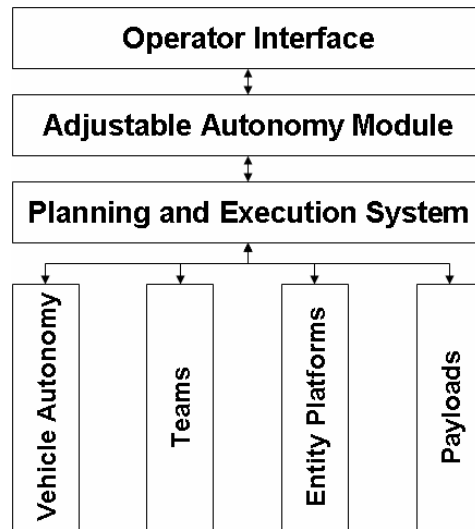 Operator Interface
Adjustable Autonomy Module
Planning and Execution System
Vehicle Autonomy
Teams
Entity Platforms
Payloads